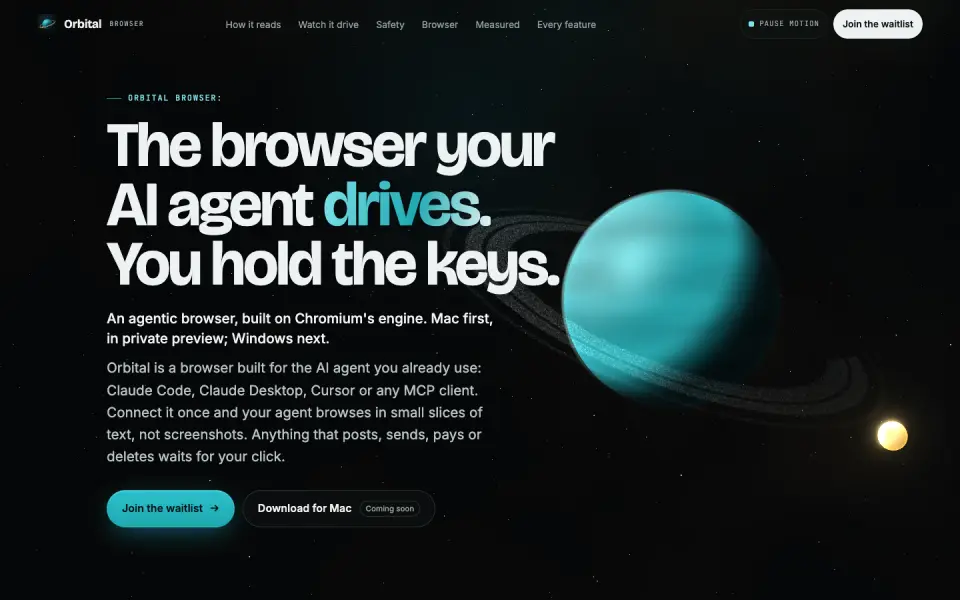 Orbital BROWSER
How it reads
Watch it drive
Safety
Browser
Measured
Every feature
PAUSE MOTION
Join the waitlist
ORBITAL BROWSER:
The browser your
AI agent drives.
You hold the keys.
An agentic browser, built on Chromium's engine. Mac first,
in private preview; Windows next.
Orbital is a browser built for the AI agent you already use:
Claude Code, Claude Desktop, Cursor or any MCP client.
Connect it once and your agent browses in small slices of
text, not screenshots. Anything that posts, sends, pays or
deletes waits for your click.
Join the waitlist →
Download for Mac Coming soon